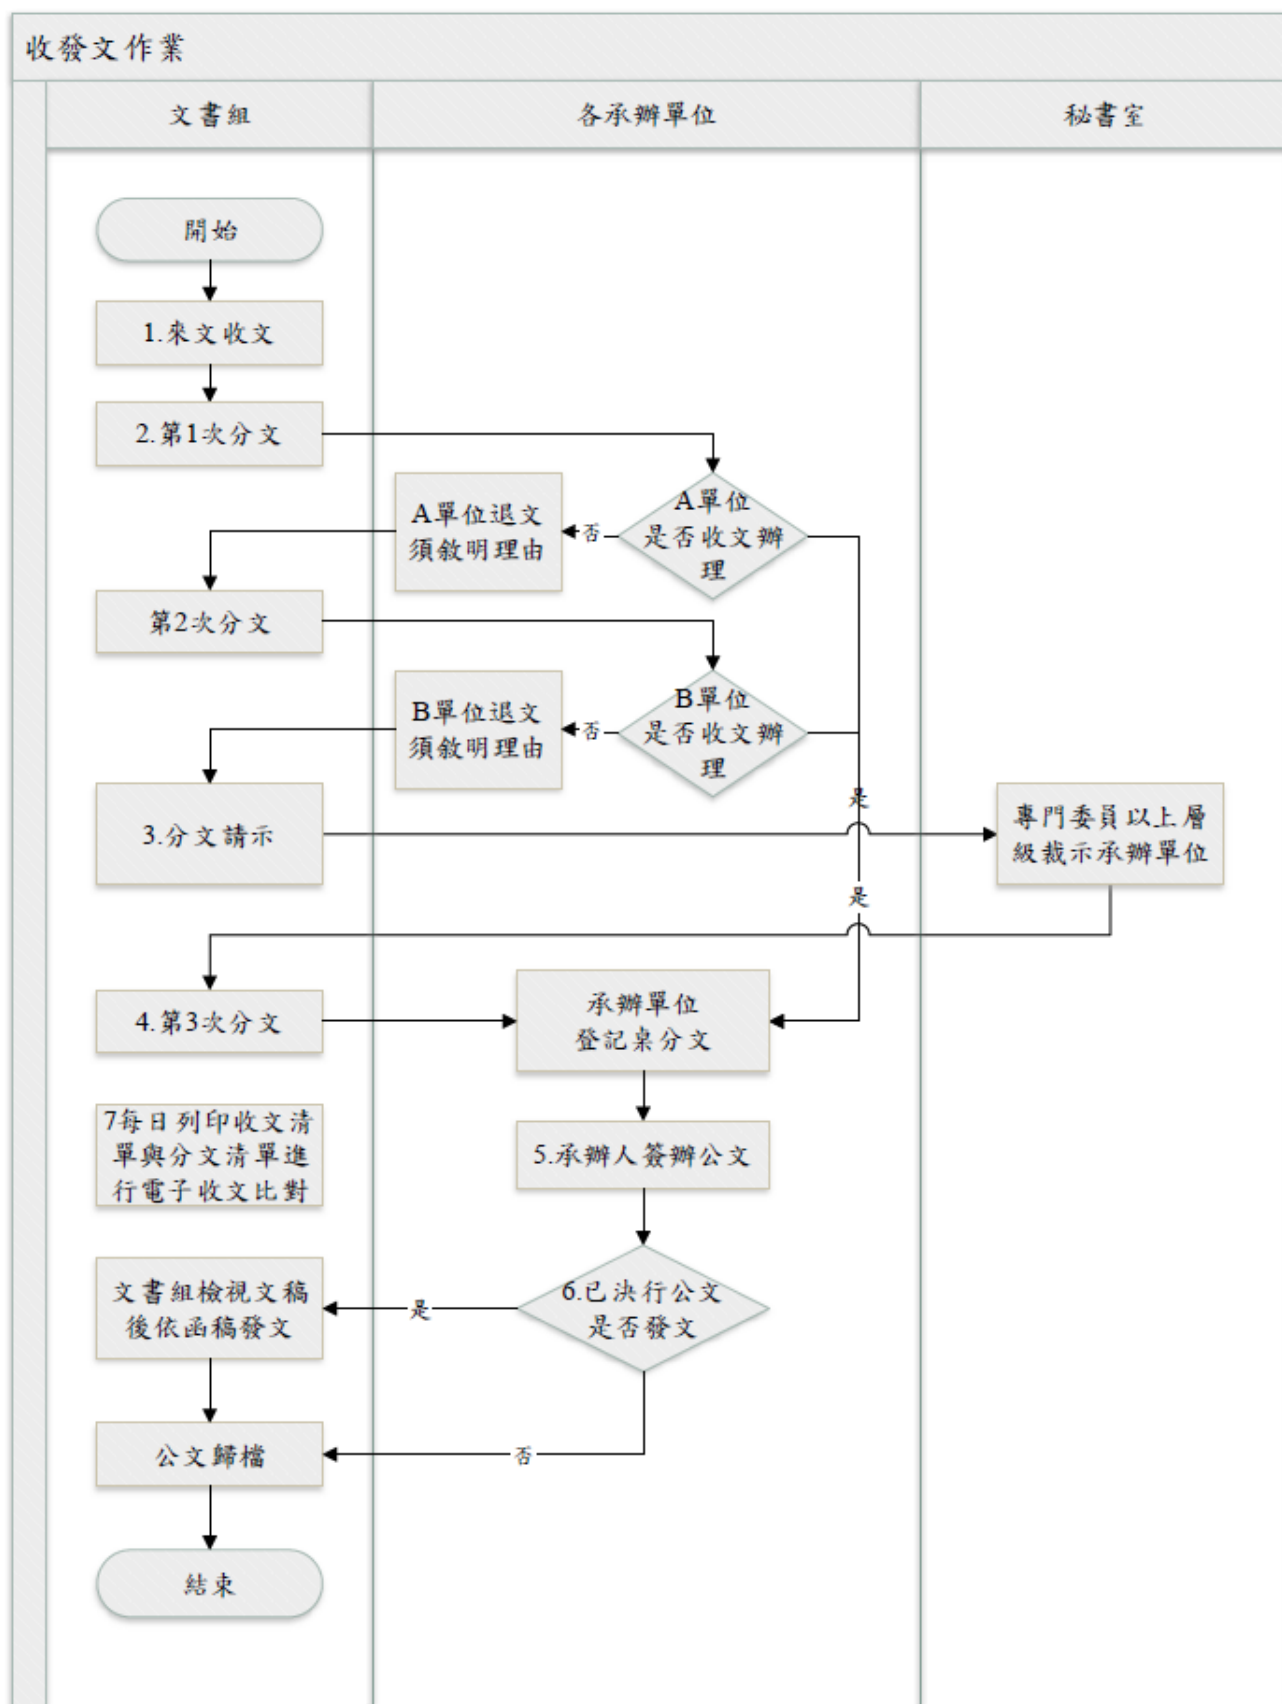 收發文作業
文書組
各承辦單位
秘書室
開始
1.來文收文
2.第1次分文
A單位
是否收文辦
理
否
A單位退文
須敘明理由
第2次分文
B單位
是否收文辦
理
否
B單位退文
須敘明理由
是
3.分文請示
專門委員以上層
級裁示承辦單位
是
4.第3次分文
承辦單位
登記桌分文
7每日列印收文清
單與分文清單進
行電子收文比對
5.承辦人簽辦公文
6.已決行公文
是否發文
是
文書組檢視文稿
後依函稿發文
否
公文歸檔
結束